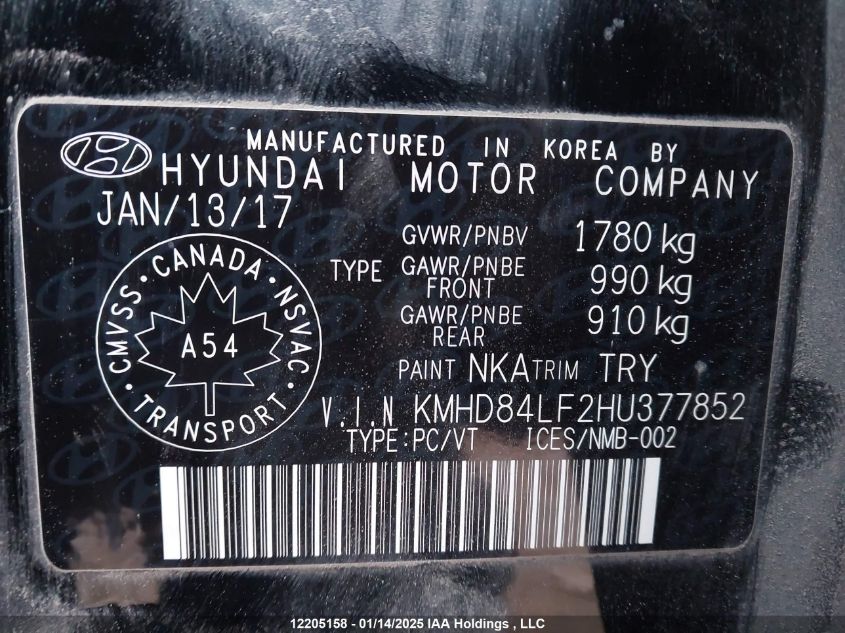 MANUFACTURED IN KOREA BY
HYUNDAI MOTOR COMPANY
JAN/13/17
GVWR/PNBV 1780 kg
TYPE GAWR/PNBE FRONT 990 kg
GAWR/PNBE REAR 910 kg
CMVSS · CANADA · NSVAC · TRANSPORT ·
A54
PAINT NKA TRIM TRY
V.I.N KMHD84LF2HU377852
TYPE:PC/VT ICES/NMB-002
12205158 - 01/14/2025 IAA Holdings , LLC